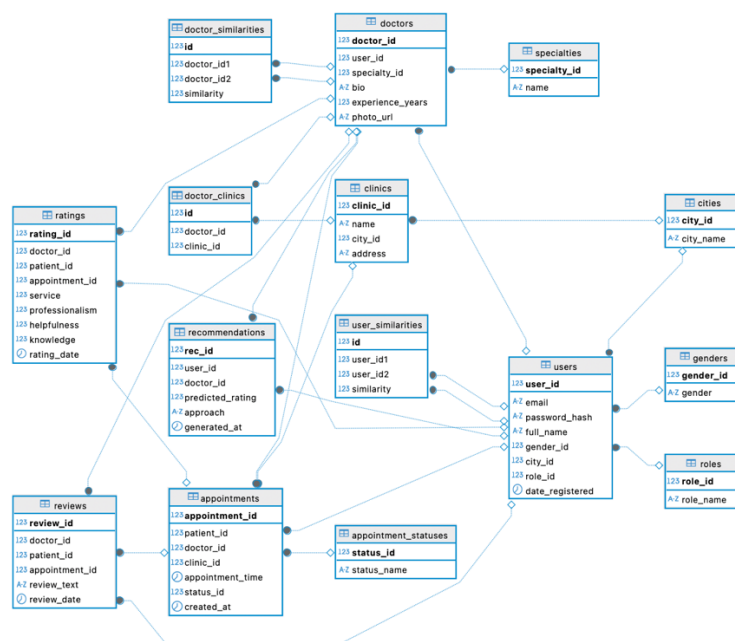 doctor_similarities
123 id
123 doctor_id1
123 doctor_id2
123 similarity
doctors
123 doctor_id
123 user_id
123 specialty_id
A-Z bio
123 experience_years
A-Z photo_url
specialties
123 specialty_id
A-Z name
ratings
123 rating_id
123 doctor_id
123 patient_id
123 appointment_id
123 service
123 professionalism
123 helpfulness
123 knowledge
rating_date
doctor_clinics
123 id
123 doctor_id
123 clinic_id
clinics
123 clinic_id
A-Z name
123 city_id
A-Z address
cities
123 city_id
A-Z city_name
recommendations
123 rec_id
123 user_id
123 doctor_id
123 predicted_rating
A-Z approach
generated_at
user_similarities
123 id
123 user_id1
123 user_id2
123 similarity
users
123 user_id
A-Z email
A-Z password_hash
A-Z full_name
123 gender_id
123 city_id
123 role_id
date_registered
genders
123 gender_id
A-Z gender
roles
123 role_id
A-Z role_name
reviews
123 review_id
123 doctor_id
123 patient_id
123 appointment_id
A-Z review_text
review_date
appointments
123 appointment_id
123 patient_id
123 doctor_id
123 clinic_id
appointment_time
123 status_id
created_at
appointment_statuses
123 status_id
A-Z status_name